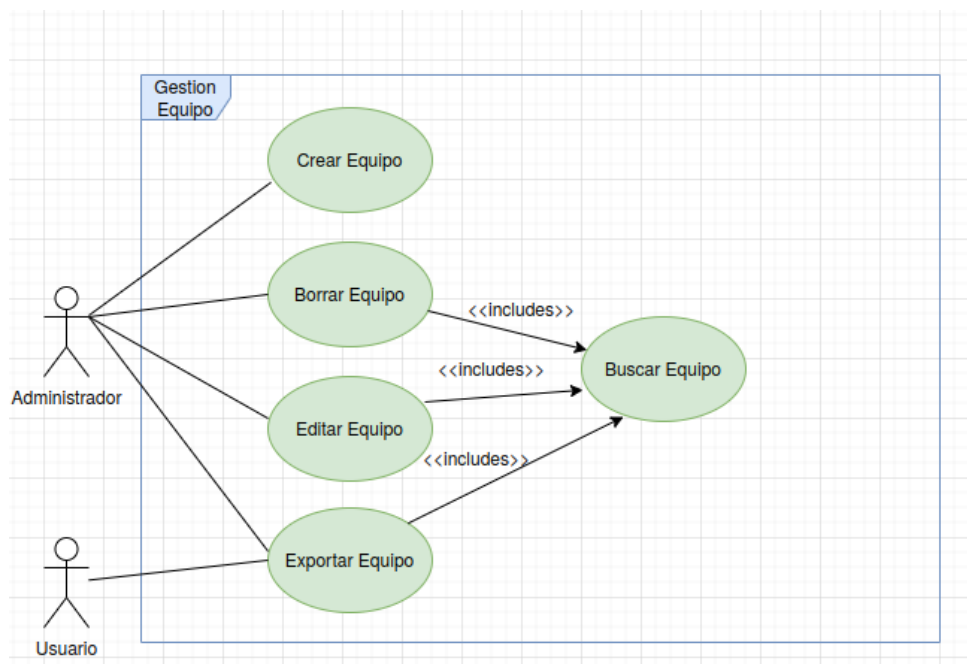 Gestion
Equipo
Crear Equipo
Borrar Equipo
<<includes>>
Buscar Equipo
<<includes>>
Administrador
Editar Equipo
<<includes>>
Exportar Equipo
Usuario